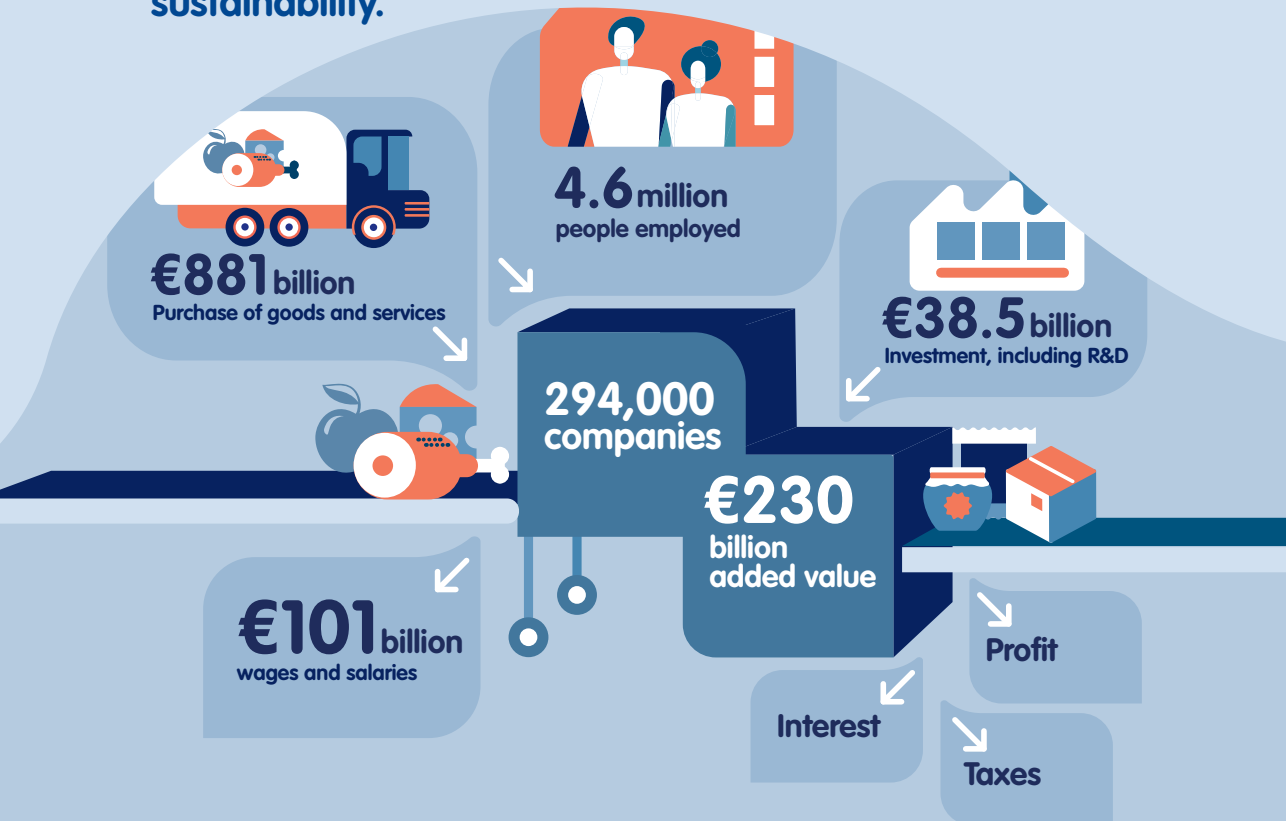 sustainability.
4.6 million
people employed
€881 billion
Purchase of goods and services
€38.5 billion
Investment, including R&D
294,000
companies
€230
billion
added value
€101 billion
wages and salaries
Profit
Interest
Taxes